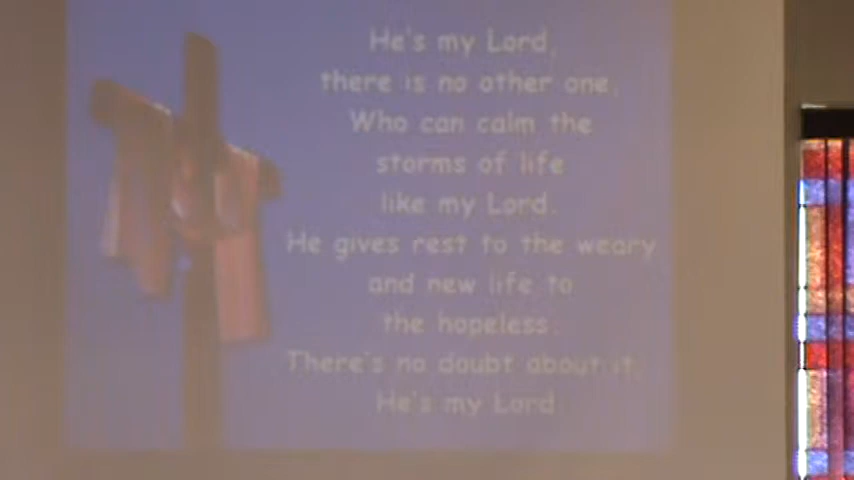 He's my Lord,
there is no other one,
Who can calm the
storms of life
like my Lord.
He gives rest to the weary
and new life to
the hopeless.
There's no doubt about it,
He's my Lord.